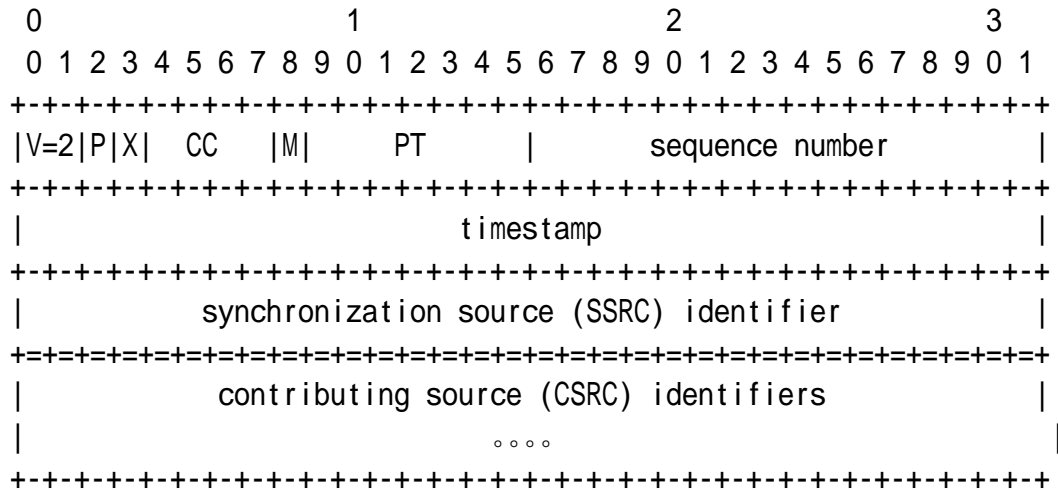 0                   1                   2                   3
0 1 2 3 4 5 6 7 8 9 0 1 2 3 4 5 6 7 8 9 0 1 2 3 4 5 6 7 8 9 0 1
+-+-+-+-+-+-+-+-+-+-+-+-+-+-+-+-+-+-+-+-+-+-+-+-+-+-+-+-+-+-+-+-+
|V=2|P|X|  CC   |M|     PT      |       sequence number         |
+-+-+-+-+-+-+-+-+-+-+-+-+-+-+-+-+-+-+-+-+-+-+-+-+-+-+-+-+-+-+-+-+
|                           timestamp                           |
+-+-+-+-+-+-+-+-+-+-+-+-+-+-+-+-+-+-+-+-+-+-+-+-+-+-+-+-+-+-+-+-+
|           synchronization source (SSRC) identifier            |
+=+=+=+=+=+=+=+=+=+=+=+=+=+=+=+=+=+=+=+=+=+=+=+=+=+=+=+=+=+=+=+=+
|            contributing source (CSRC) identifiers             |
|                             。。。。                              |
+-+-+-+-+-+-+-+-+-+-+-+-+-+-+-+-+-+-+-+-+-+-+-+-+-+-+-+-+-+-+-+-+